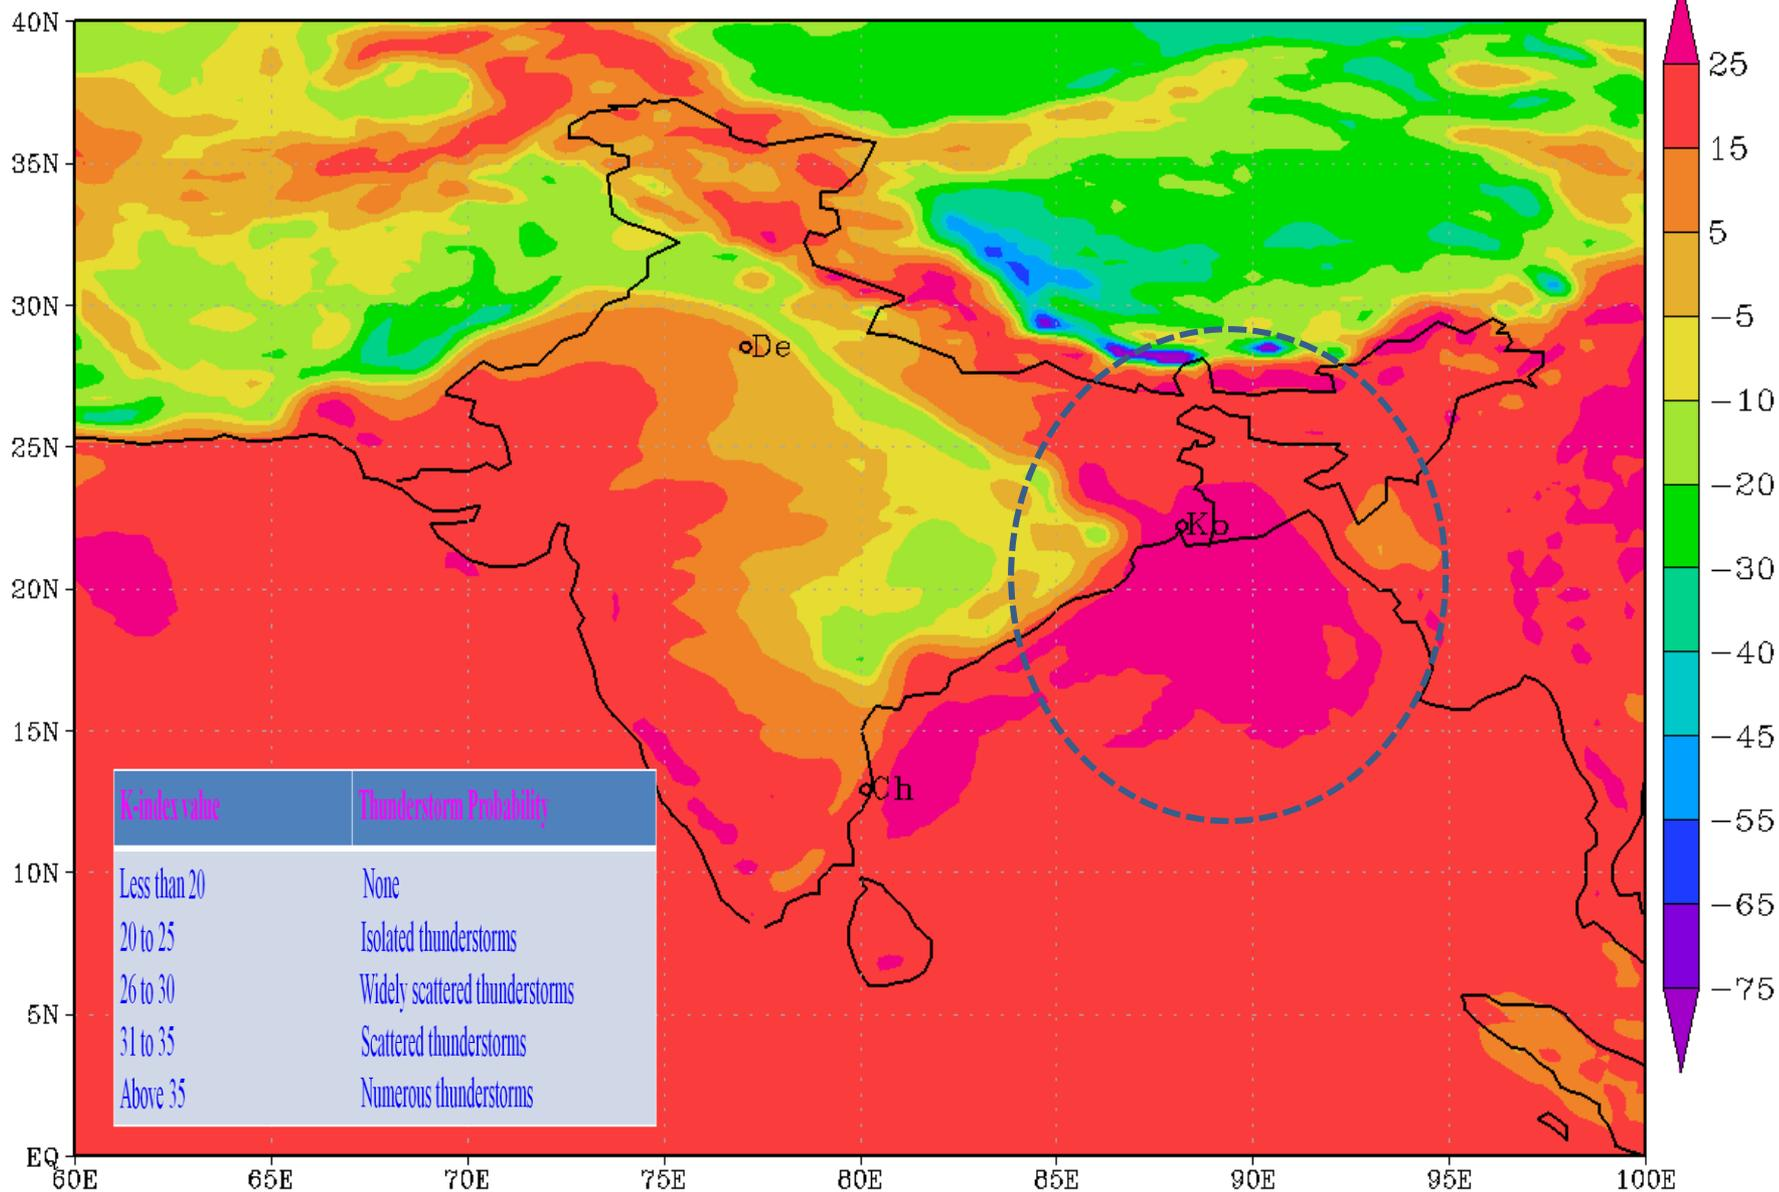 40N
35N
30N
25N
20N
15N
10N
5N
EQ
60E 65E 70E 75E 80E 85E 90E 95E 100E
De
Ko
Ch
K-index value Thunderstorm Probability
Less than 20 None
20 to 25 Isolated thunderstorms
26 to 30 Widely scattered thunderstorms
31 to 35 Scattered thunderstorms
Above 35 Numerous thunderstorms
25
15
5
-5
-10
-20
-30
-40
-45
-55
-65
-75